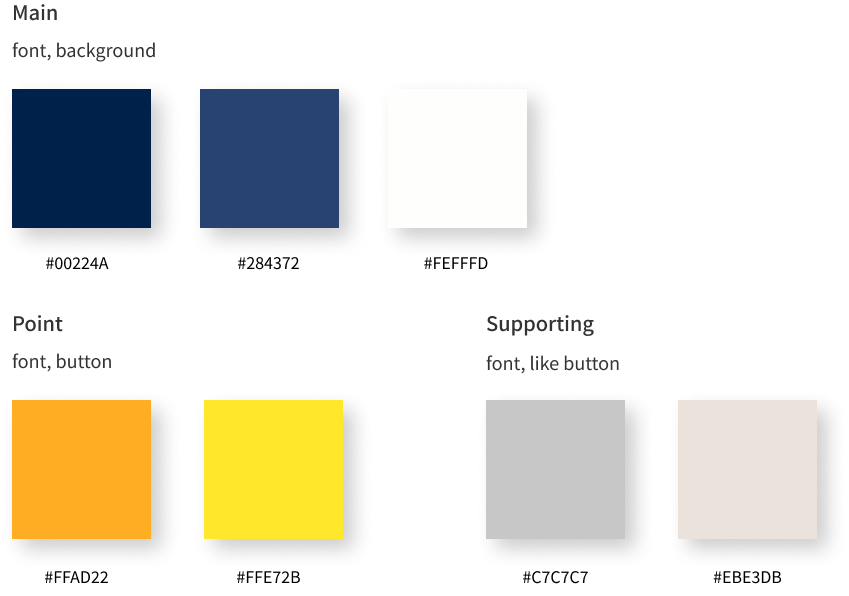 Main
font, background
#00224A
#284372
#FEFFFD
Point
font, button
#FFAD22
#FFE72B
Supporting
font, like button
#C7C7C7
#EBE3DB